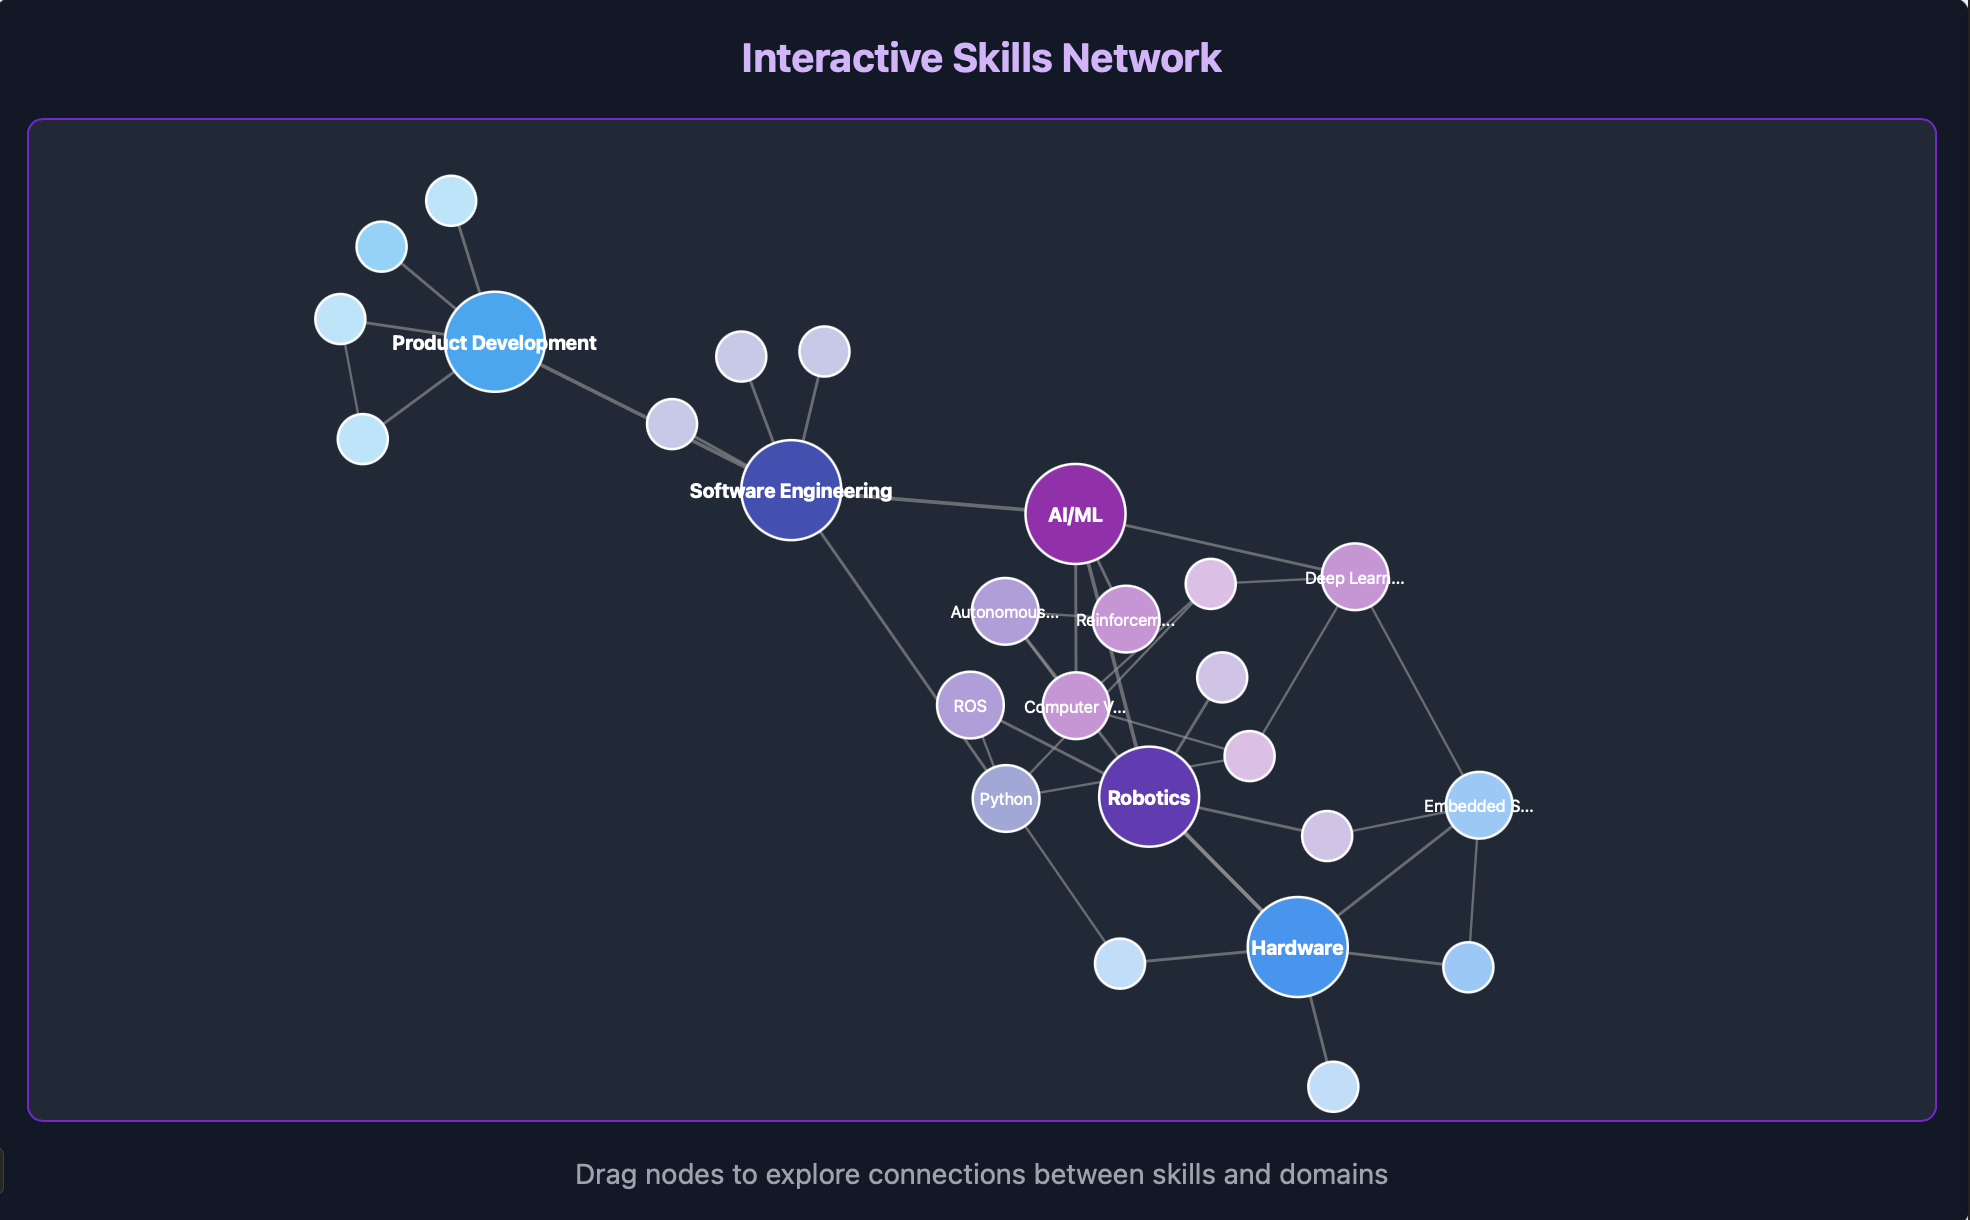 Interactive Skills Network
Product Development
Software Engineering
AI/ML
Deep Learn...
Autonomous...
Reinforcem...
ROS
Computer V...
Python
Robotics
Embedded S...
Hardware
Drag nodes to explore connections between skills and domains